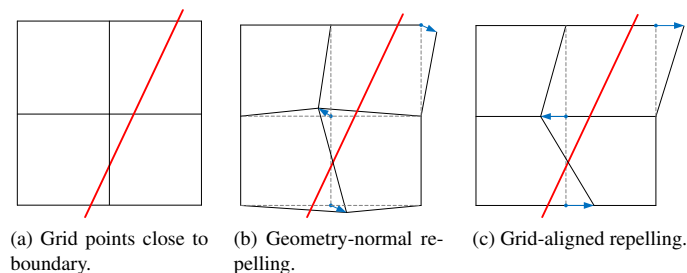 (a) Grid points close to
boundary.
(b) Geometry-normal re-
pelling.
(c) Grid-aligned repelling.